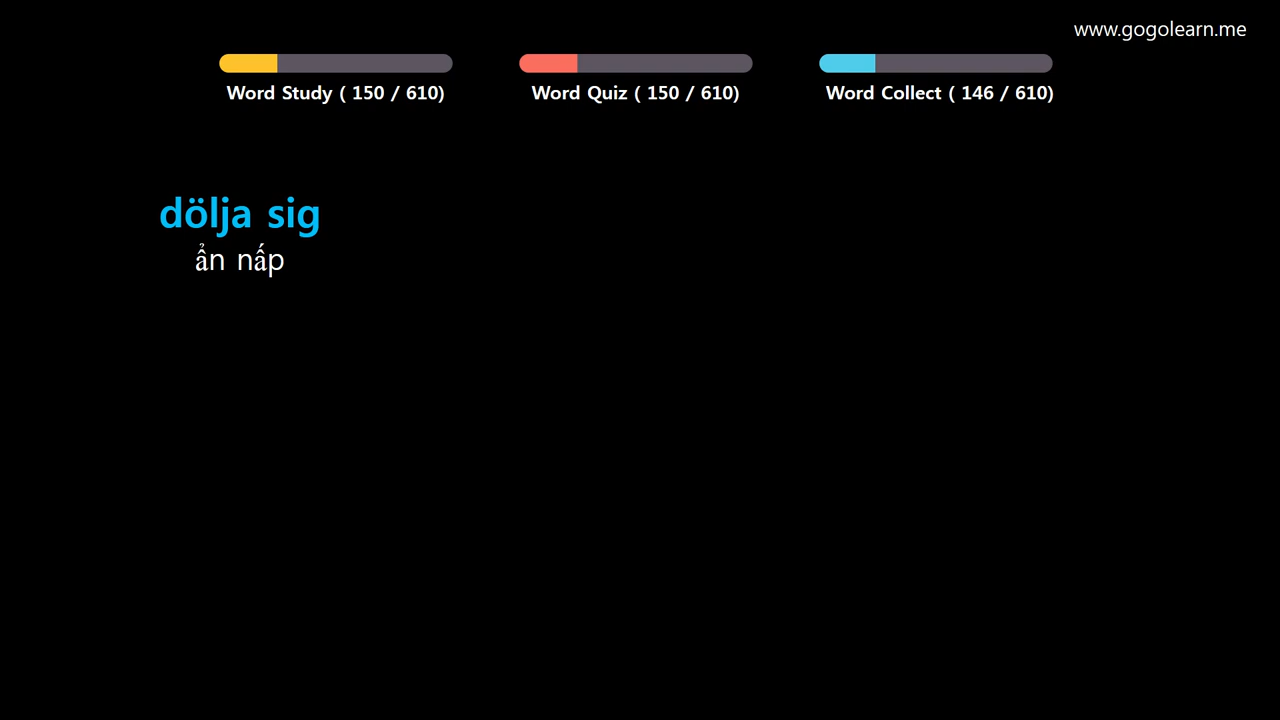 www.gogolearn.me
Word Study ( 150 / 610)
Word Quiz ( 150 / 610)
Word Collect ( 146 / 610)
dölja sig
ẩn nấp